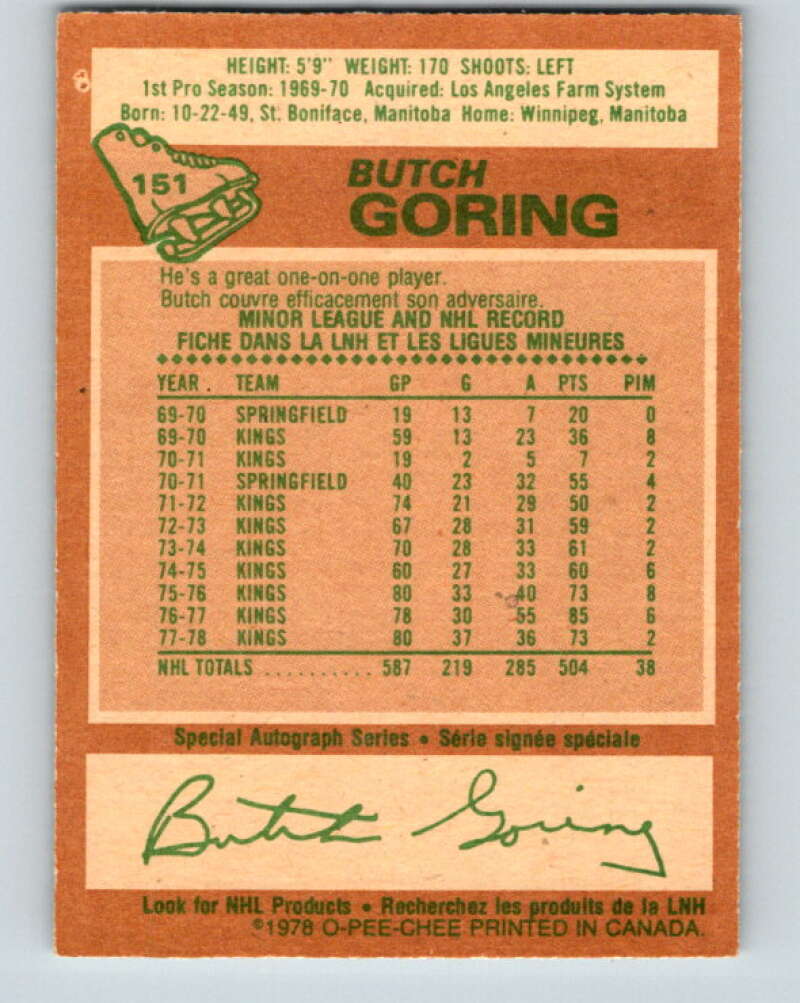 HEIGHT: 5'9" WEIGHT: 170 SHOOTS: LEFT
1st Pro Season: 1969-70 Acquired: Los Angeles Farm System
Born: 10-22-49, St. Boniface, Manitoba Home: Winnipeg, Manitoba
151
BUTCH
GORING
He's a great one-on-one player.
Butch couvre efficacement son adversaire.
MINOR LEAGUE AND NHL RECORD
FICHE DANS LA LNH ET LES LIGUES MINEURES
YEAR . TEAM GP G A PTS PIM
69-70 SPRINGFIELD 19 13 7 20 0
69-70 KINGS 59 13 23 36 8
70-71 KINGS 19 2 5 7 2
70-71 SPRINGFIELD 40 23 32 55 4
71-72 KINGS 74 21 29 50 2
72-73 KINGS 67 28 31 59 2
73-74 KINGS 70 28 33 61 2
74-75 KINGS 60 27 33 60 6
75-76 KINGS 80 33 40 73 8
76-77 KINGS 78 30 55 85 6
77-78 KINGS 80 37 36 73 2
NHL TOTALS .......... 587 219 285 504 38
Special Autograph Series • Série signée spéciale
Butch Goring
Look for NHL Products • Recherchez les produits de la LNH
©1978 O-PEE-CHEE PRINTED IN CANADA.